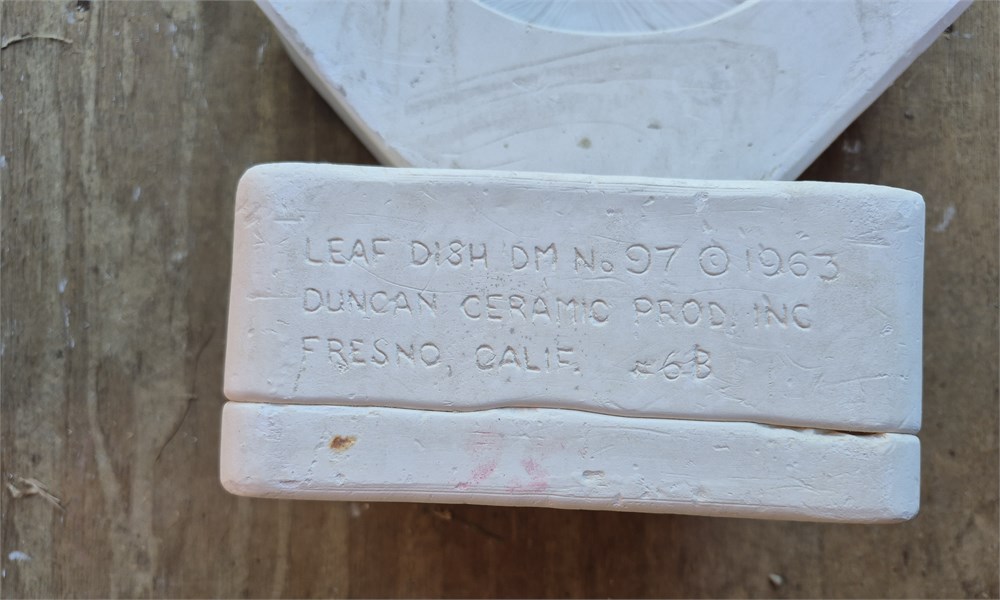 LEAF DISH DM No 97 © 1963
DUNCAN CERAMIC PROD. INC
FRESNO, CALIF. #6B